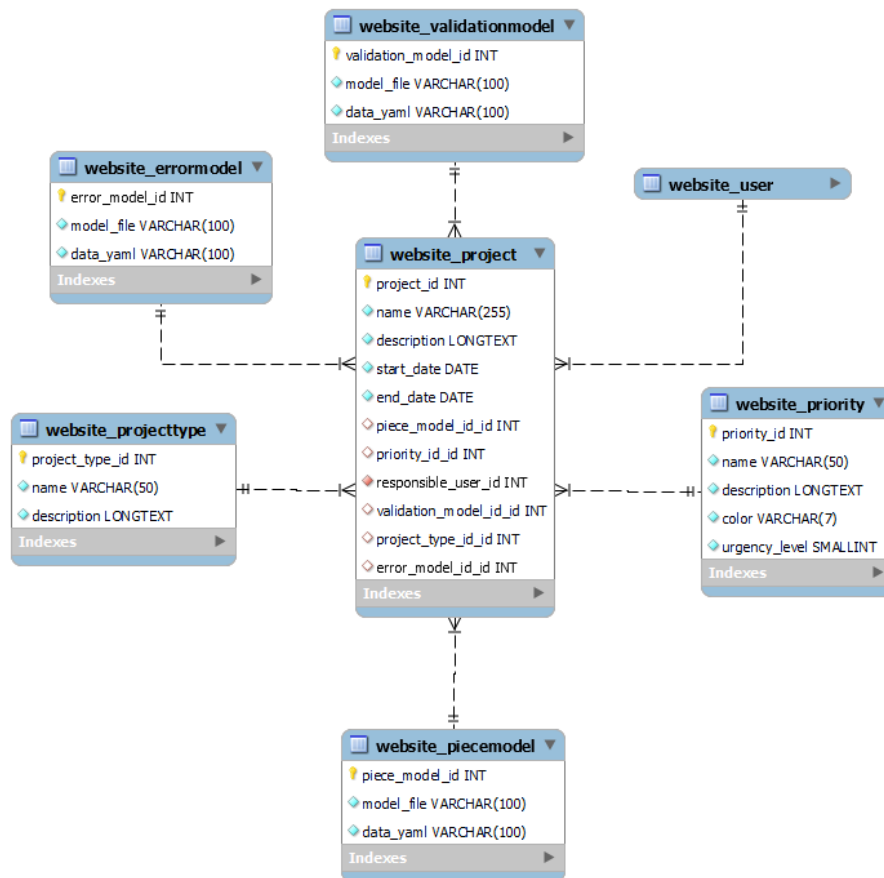 website_validationmodel
validation_model_id INT
model_file VARCHAR(100)
data_yaml VARCHAR(100)
Indexes
website_errormodel
error_model_id INT
model_file VARCHAR(100)
data_yaml VARCHAR(100)
Indexes
website_user
website_project
project_id INT
name VARCHAR(255)
description LONGTEXT
start_date DATE
end_date DATE
piece_model_id_id INT
priority_id_id INT
responsible_user_id INT
validation_model_id_id INT
project_type_id_id INT
error_model_id_id INT
Indexes
website_projecttype
project_type_id INT
name VARCHAR(50)
description LONGTEXT
Indexes
website_priority
priority_id INT
name VARCHAR(50)
description LONGTEXT
color VARCHAR(7)
urgency_level SMALLINT
Indexes
website_piecemodel
piece_model_id INT
model_file VARCHAR(100)
data_yaml VARCHAR(100)
Indexes